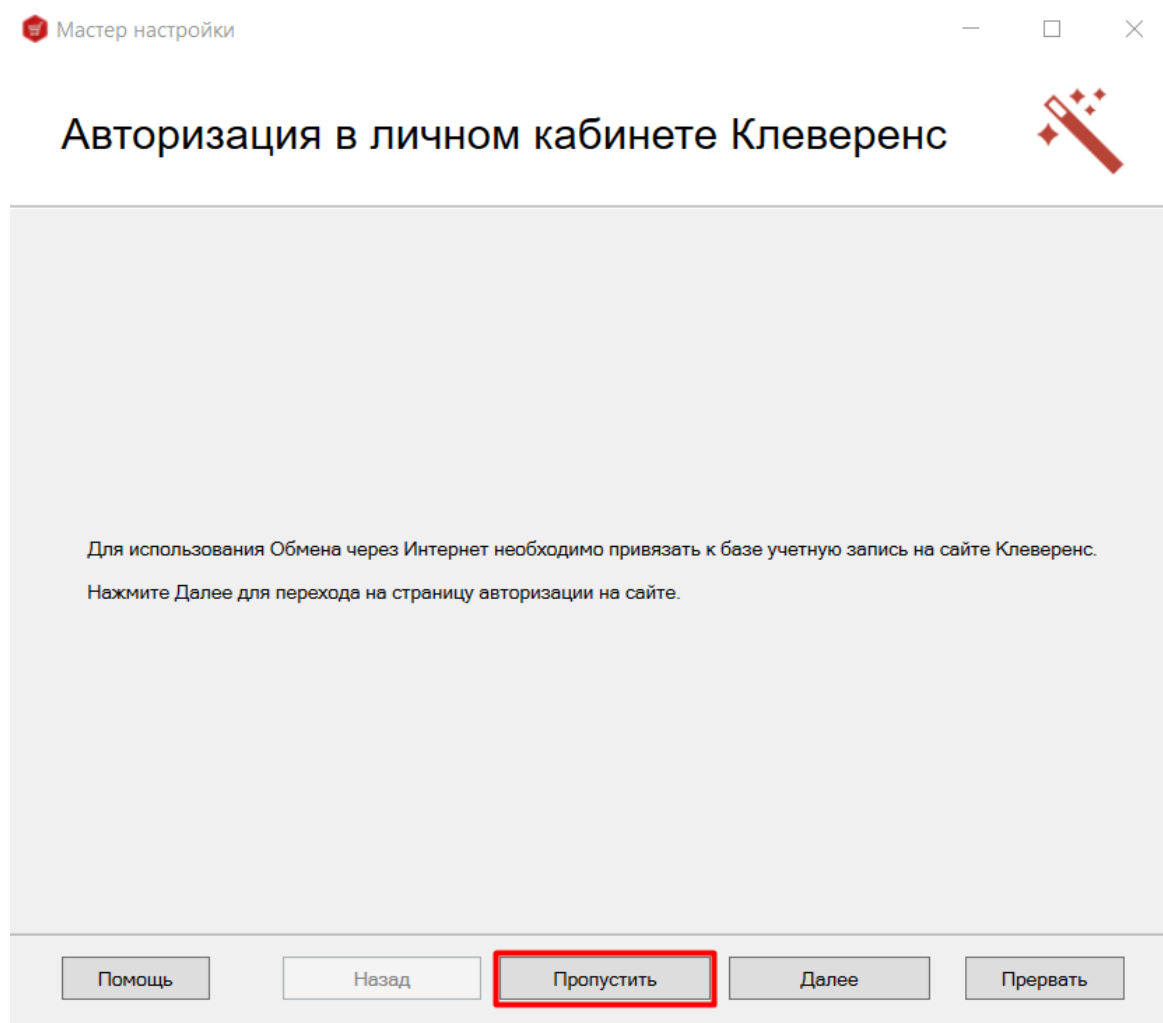 Мастер настройки
Авторизация в личном кабинете Клеверенс
Для использования Обмена через Интернет необходимо привязать к базе учетную запись на сайте Клеверенс.
Нажмите Далее для перехода на страницу авторизации на сайте.
Помощь
Назад
Пропустить
Далее
Прервать